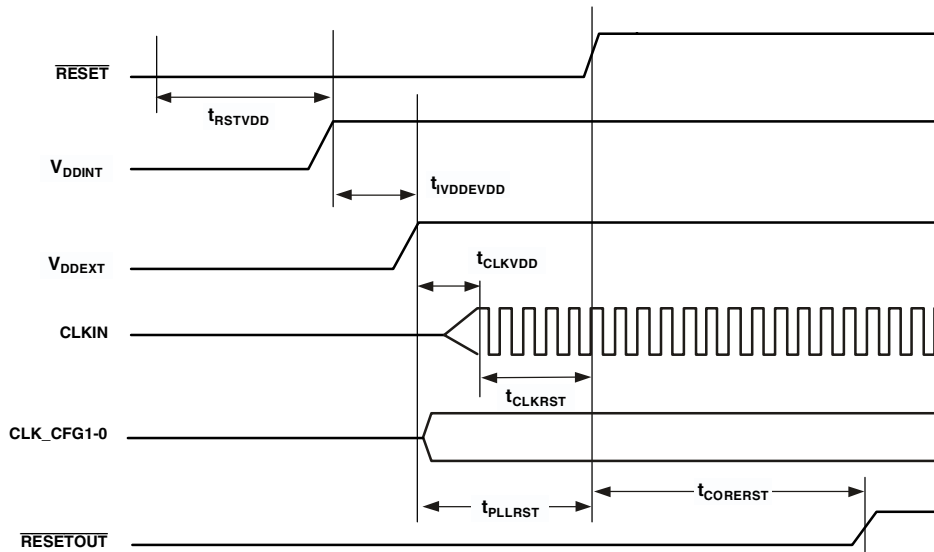 RESET
tRSTVDD
VDDINT
tIVDDEVDD
VDDEXT
tCLKVDD
CLKIN
tCLKRST
CLK_CFG1-0
tPLLRST
tCORERST
RESETOUT